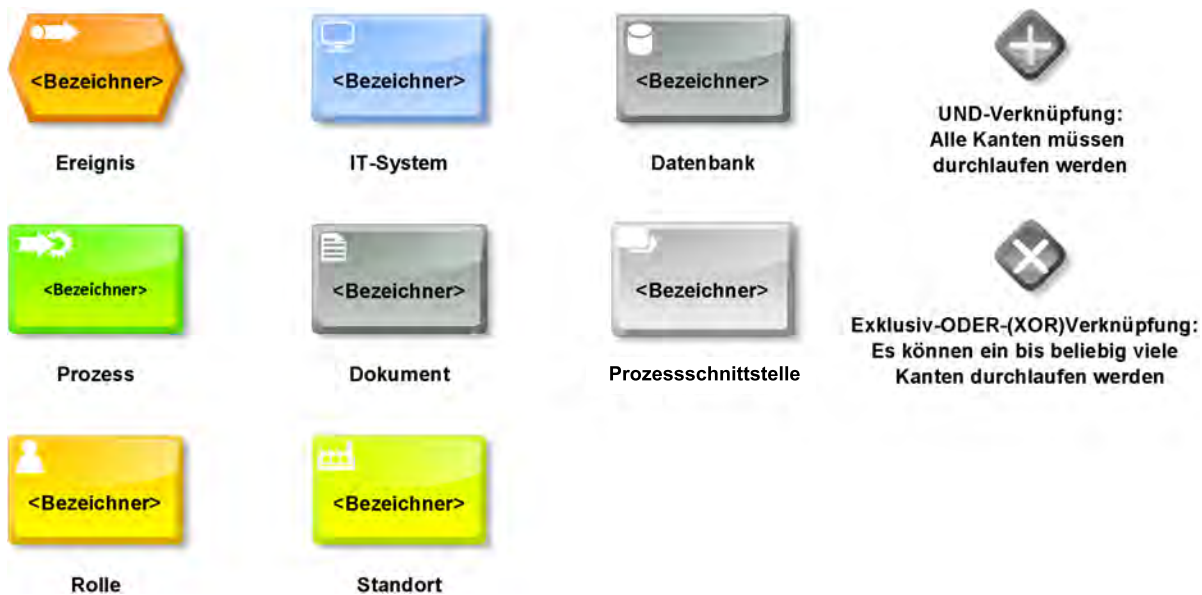 <Bezeichner>
Ereignis
<Bezeichner>
IT-System
<Bezeichner>
Datenbank
UND-Verknüpfung:
Alle Kanten müssen
durchlaufen werden
<Bezeichner>
Prozess
<Bezeichner>
Dokument
<Bezeichner>
Prozessschnittstelle
Exklusiv-ODER-(XOR)Verknüpfung:
Es können ein bis beliebig viele
Kanten durchlaufen werden
<Bezeichner>
Rolle
<Bezeichner>
Standort